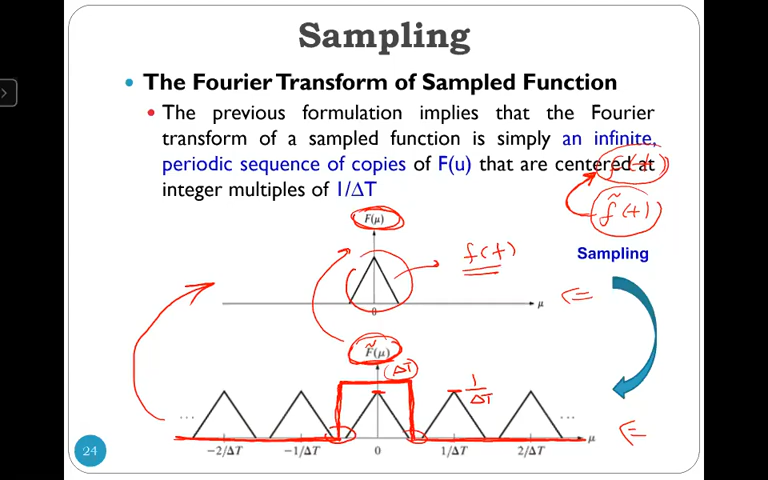 Sampling
• The Fourier Transform of Sampled Function
• The previous formulation implies that the Fourier
transform of a sampled function is simply an infinite,
periodic sequence of copies of F(u) that are centered at
integer multiples of 1/ΔT
f(t)
f̃(t)
F(μ)
f(t)
Sampling
0
μ
F̃(μ)
ΔT
1/ΔT
... ...
μ
−2/ΔT −1/ΔT 0 1/ΔT 2/ΔT
24